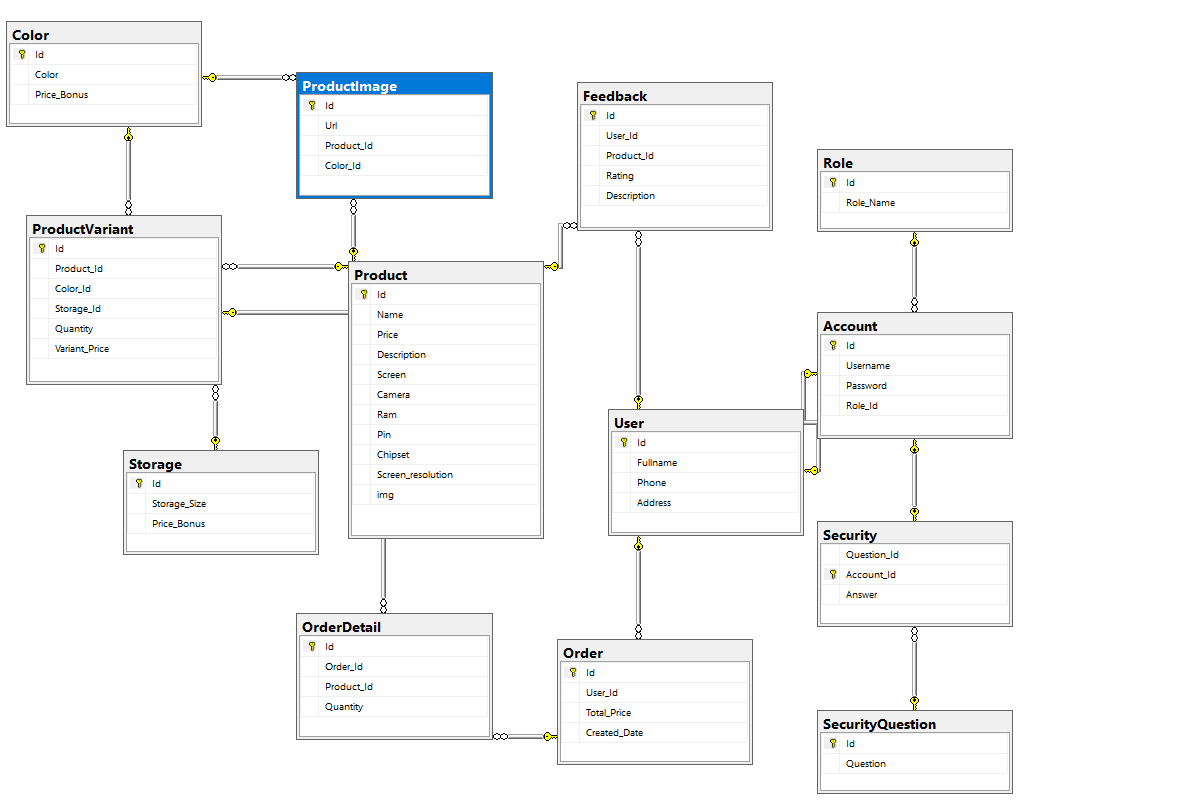 Color
Id
Color
Price_Bonus
ProductImage
Id
Url
Product_Id
Color_Id
Feedback
Id
User_Id
Product_Id
Rating
Description
Role
Id
Role_Name
ProductVariant
Id
Product_Id
Color_Id
Storage_Id
Quantity
Variant_Price
Product
Id
Name
Price
Description
Screen
Camera
Ram
Pin
Chipset
Screen_resolution
img
Account
Id
Username
Password
Role_Id
User
Id
Fullname
Phone
Address
Storage
Id
Storage_Size
Price_Bonus
Security
Question_Id
Account_Id
Answer
OrderDetail
Id
Order_Id
Product_Id
Quantity
Order
Id
User_Id
Total_Price
Created_Date
SecurityQuestion
Id
Question